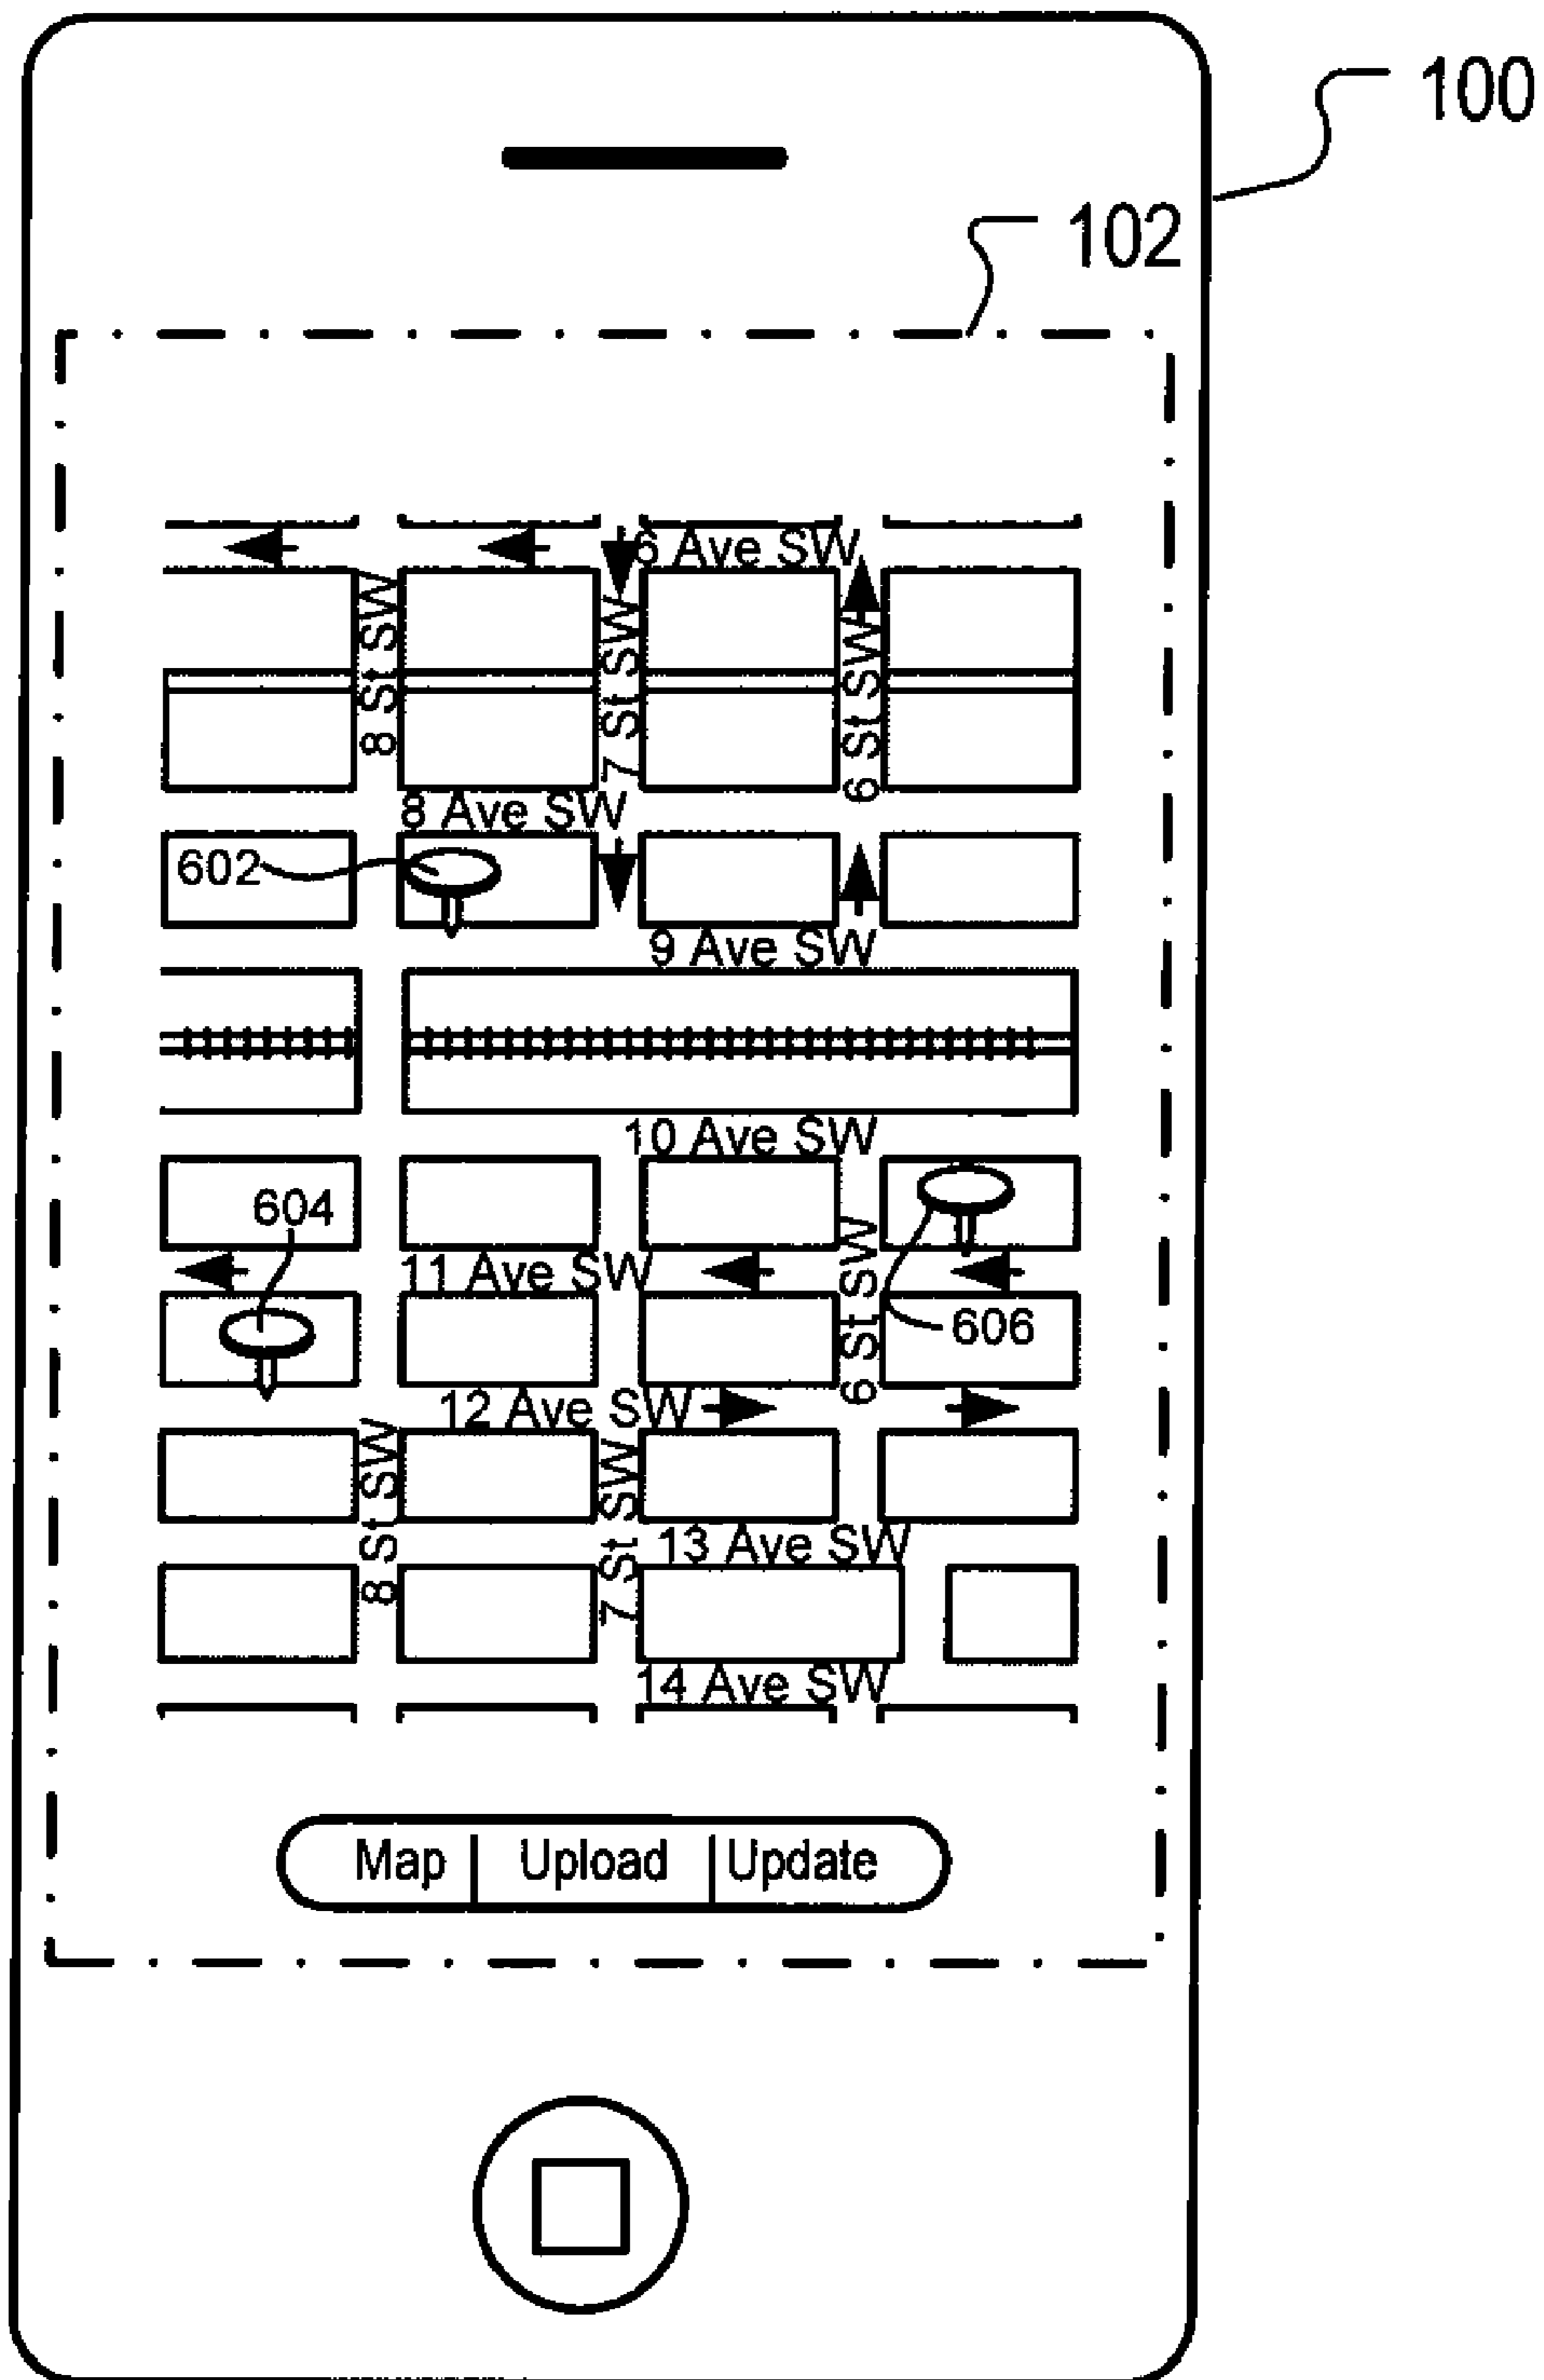 100
102
6 Ave SW
8 St SW
7 St SW
6 St SW
8 Ave SW
602
9 Ave SW
10 Ave SW
604
11 Ave SW
6 St SW
606
12 Ave SW
8 St SW
7 St SW
13 Ave SW
14 Ave SW
Map | Upload | Update